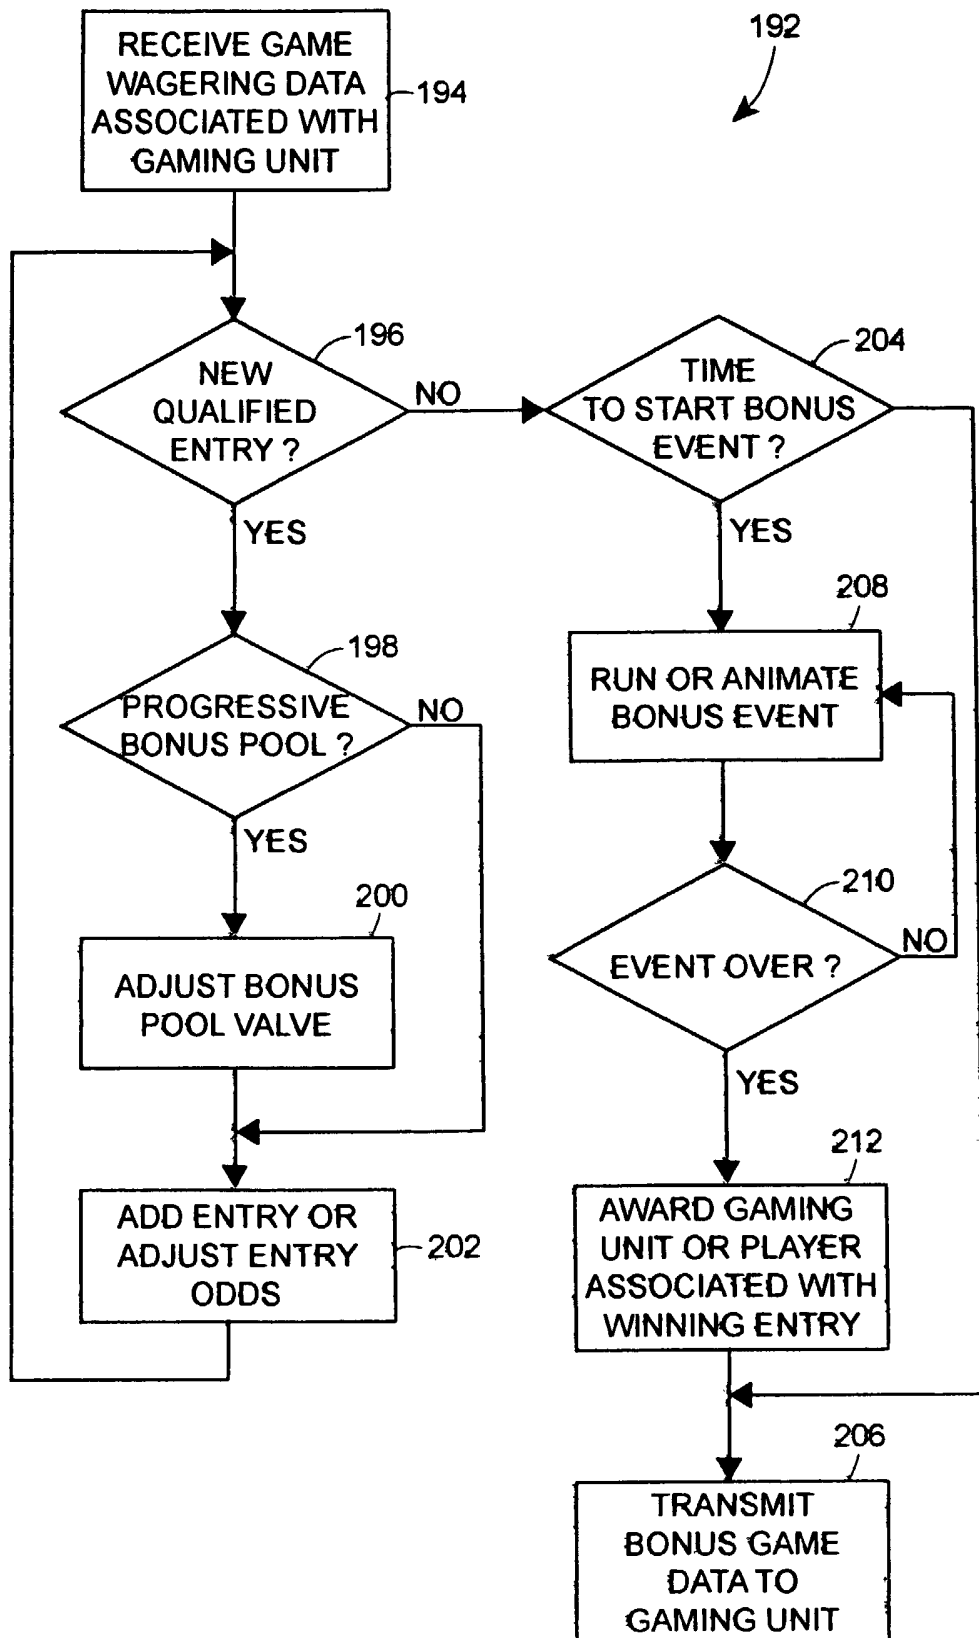 192
RECEIVE GAME
WAGERING DATA
ASSOCIATED WITH
GAMING UNIT
194
196
NEW
QUALIFIED
ENTRY ?
NO
YES
204
TIME
TO START BONUS
EVENT ?
YES
198
PROGRESSIVE
BONUS POOL ?
NO
YES
208
RUN OR ANIMATE
BONUS EVENT
200
ADJUST BONUS
POOL VALVE
210
EVENT OVER ?
NO
YES
202
ADD ENTRY OR
ADJUST ENTRY
ODDS
212
AWARD GAMING
UNIT OR PLAYER
ASSOCIATED WITH
WINNING ENTRY
206
TRANSMIT
BONUS GAME
DATA TO
GAMING UNIT